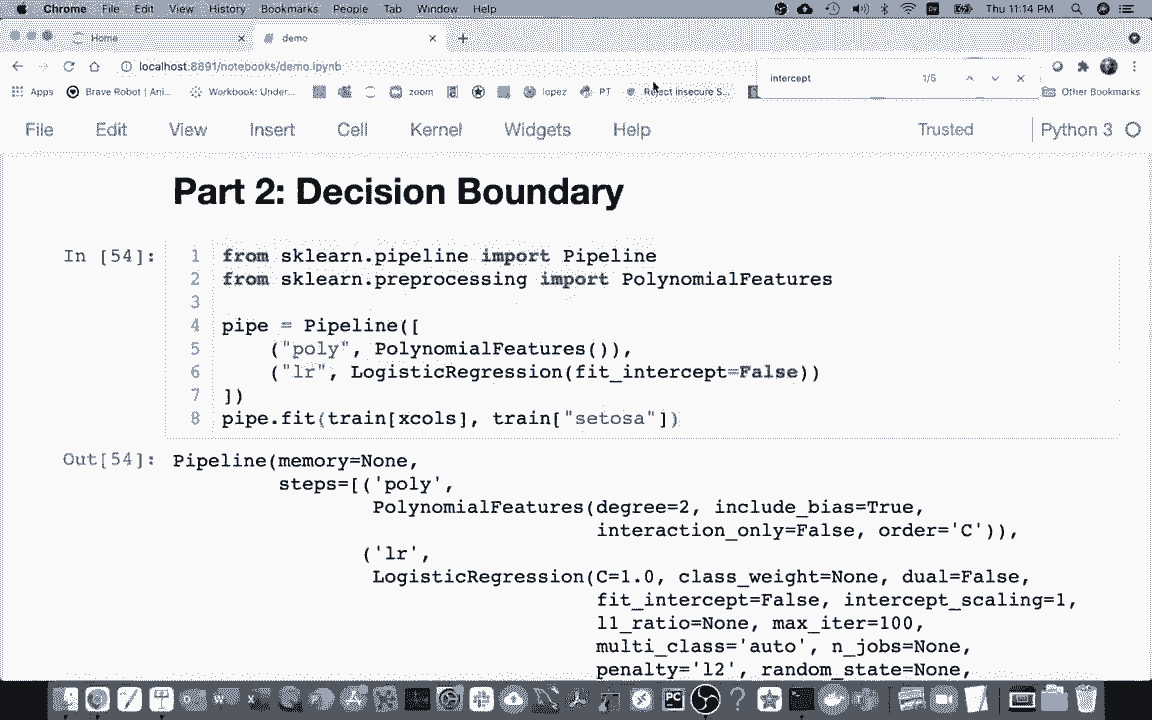 Chrome File Edit View History Bookmarks People Tab Window Help Thu 11:14 PM
Home demo
localhost:8891/notebooks/demo.ipynb
intercept 1/5
Apps Brave Robot | Ani... Workbook: Under... zoom lopez PT Reject Insecure S... Other Bookmarks
File Edit View Insert Cell Kernel Widgets Help Trusted Python 3
Part 2: Decision Boundary
In [54]: 1 from sklearn.pipeline import Pipeline
2 from sklearn.preprocessing import PolynomialFeatures
3
4 pipe = Pipeline([
5 ("poly", PolynomialFeatures()),
6 ("lr", LogisticRegression(fit_intercept=False))
7 ])
8 pipe.fit(train[xcols], train["setosa"])
Out[54]: Pipeline(memory=None,
steps=[('poly',
PolynomialFeatures(degree=2, include_bias=True,
interaction_only=False, order='C')),
('lr',
LogisticRegression(C=1.0, class_weight=None, dual=False,
fit_intercept=False, intercept_scaling=1,
l1_ratio=None, max_iter=100,
multi_class='auto', n_jobs=None,
penalty='l2', random_state=None,
PC